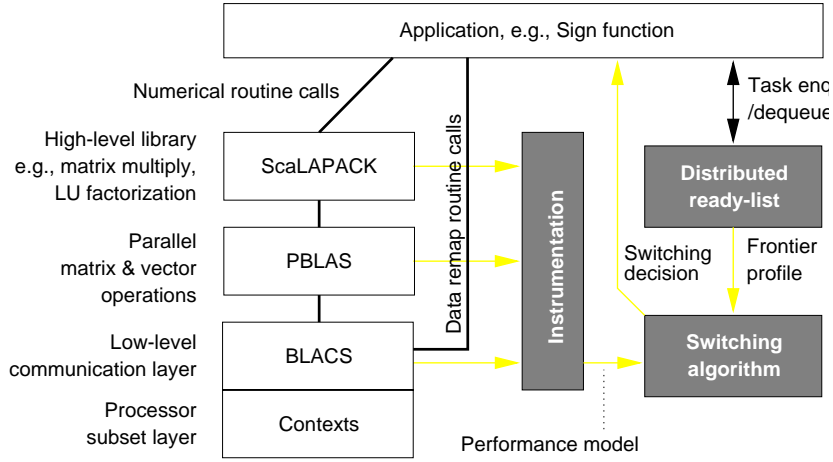 Application, e.g., Sign function
Numerical routine calls
Task enq
/dequeue
High-level library
e.g., matrix multiply,
LU factorization
ScaLAPACK
Data remap routine calls
Instrumentation
Distributed
ready-list
Parallel
matrix & vector
operations
PBLAS
Switching
decision
Frontier
profile
Low-level
communication layer
BLACS
Switching
algorithm
Processor
subset layer
Contexts
Performance model